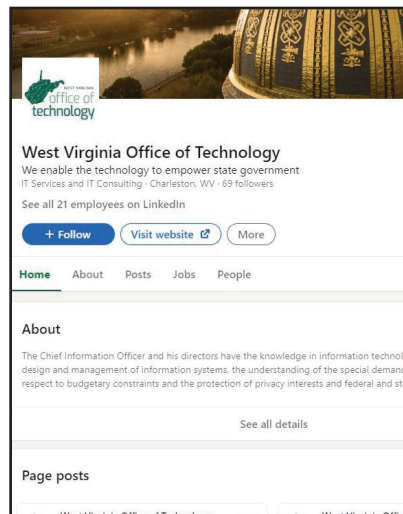 WEST VIRGINIA
office of
technology
West Virginia Office of Technology
We enable the technology to empower state government
IT Services and IT Consulting · Charleston, WV · 69 followers
See all 21 employees on LinkedIn
+ Follow Visit website More
Home About Posts Jobs People
About
The Chief Information Officer and his directors have the knowledge in information technol
design and management of information systems, the understanding of the special demand
respect to budgetary constraints and the protection of privacy interests and federal and st
See all details
Page posts
West Virginia Office of Technology West Virginia Offi